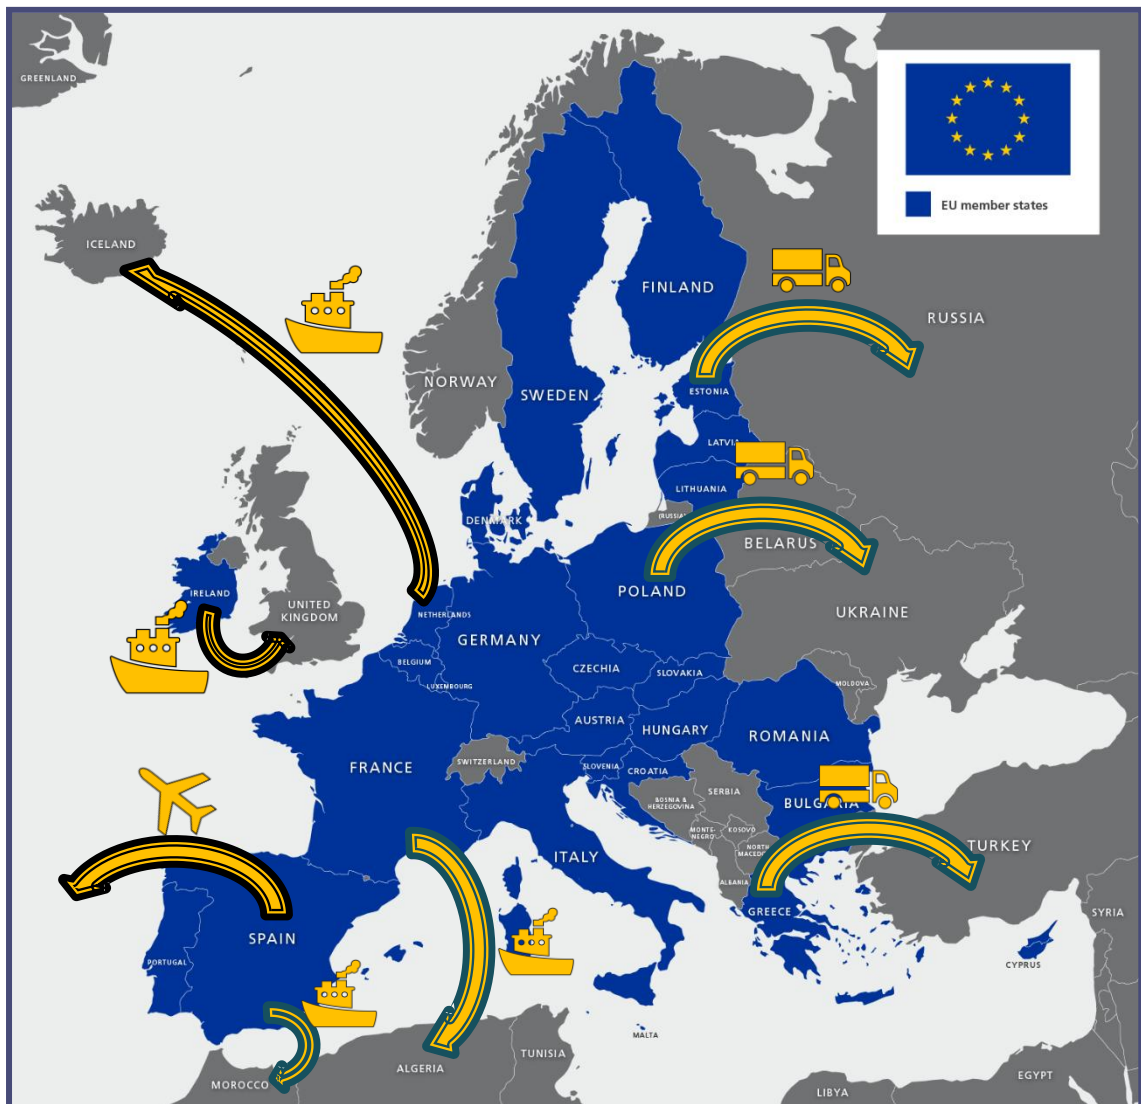 GREENLAND
EU member states
ICELAND
FINLAND
RUSSIA
NORWAY
SWEDEN
ESTONIA
LATVIA
LITHUANIA
DENMARK
(RUSSIA)
BELARUS
IRELAND
UNITED
KINGDOM
NETHERLANDS
POLAND
UKRAINE
GERMANY
BELGIUM
LUXEMBOURG
CZECHIA
SLOVAKIA
MOLDOVA
AUSTRIA
HUNGARY
ROMANIA
FRANCE
SWITZERLAND
SLOVENIA
CROATIA
BOSNIA &
HERZEGOVINA
SERBIA
BULGARIA
MONTE-
NEGRO
KOSOVO
NORTH
MACEDO
ITALY
TURKEY
ALBANIA
GREECE
SYRIA
SPAIN
PORTUGAL
CYPRUS
MALTA
TUNISIA
ALGERIA
MOROCCO
EGYPT
LIBYA